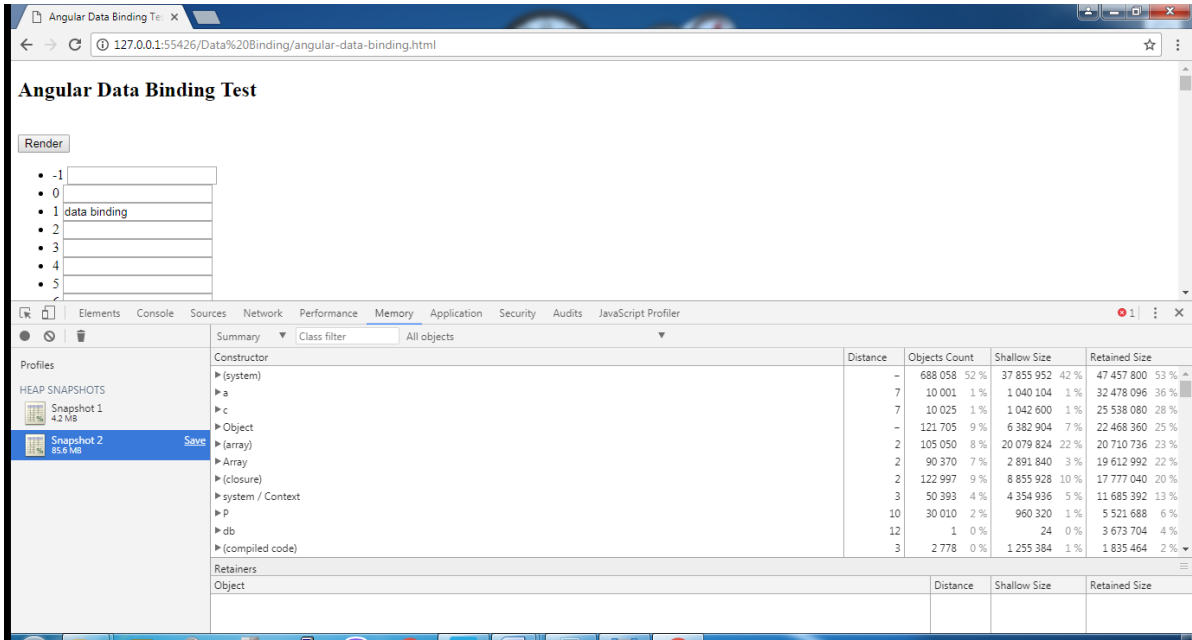 Angular Data Binding Te
127.0.0.1:55426/Data%20Binding/angular-data-binding.html
Angular Data Binding Test
Render
-1
0
1 data binding
2
3
4
5
Elements Console Sources Network Performance Memory Application Security Audits JavaScript Profiler 1
Summary Class filter All objects
Profiles
HEAP SNAPSHOTS
Snapshot 1
4.2 MB
Snapshot 2 Save
85.6 MB
Constructor Distance Objects Count Shallow Size Retained Size
(system) – 688 058 52 % 37 855 952 42 % 47 457 800 53 %
a 7 10 001 1 % 1 040 104 1 % 32 478 096 36 %
c 7 10 025 1 % 1 042 600 1 % 25 538 080 28 %
Object – 121 705 9 % 6 382 904 7 % 22 468 360 25 %
(array) 2 105 050 8 % 20 079 824 22 % 20 710 736 23 %
Array 2 90 370 7 % 2 891 840 3 % 19 612 992 22 %
(closure) 2 122 997 9 % 8 855 928 10 % 17 777 040 20 %
system / Context 3 50 393 4 % 4 354 936 5 % 11 685 392 13 %
P 10 30 010 2 % 960 320 1 % 5 521 688 6 %
db 12 1 0 % 24 0 % 3 673 704 4 %
(compiled code) 3 2 778 0 % 1 255 384 1 % 1 835 464 2 %
Retainers
Object Distance Shallow Size Retained Size